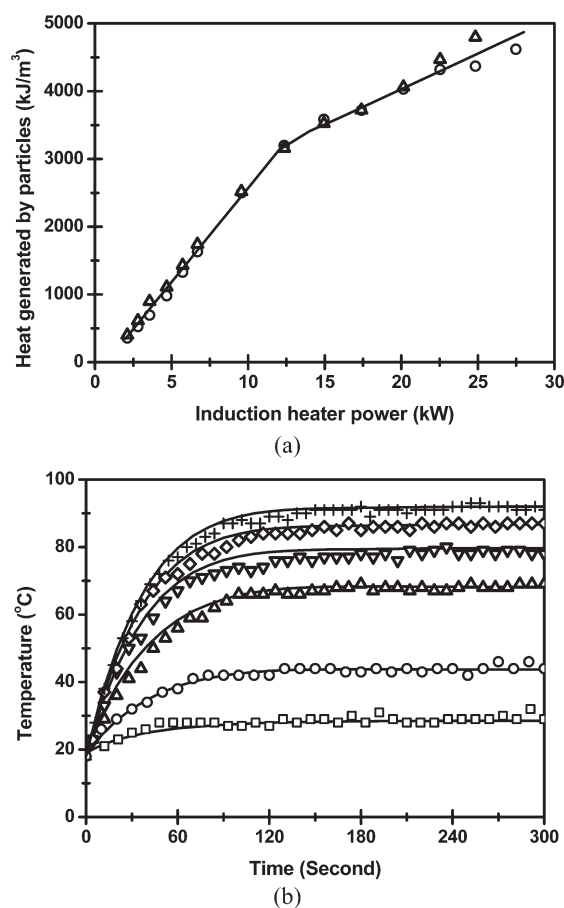 5000
4000
3000
2000
1000
0
Heat generated by particles (kJ/m³)
0 5 10 15 20 25 30
Induction heater power (kW)
(a)
100
80
60
40
20
0
Temperature (°C)
0 60 120 180 240 300
Time (Second)
(b)